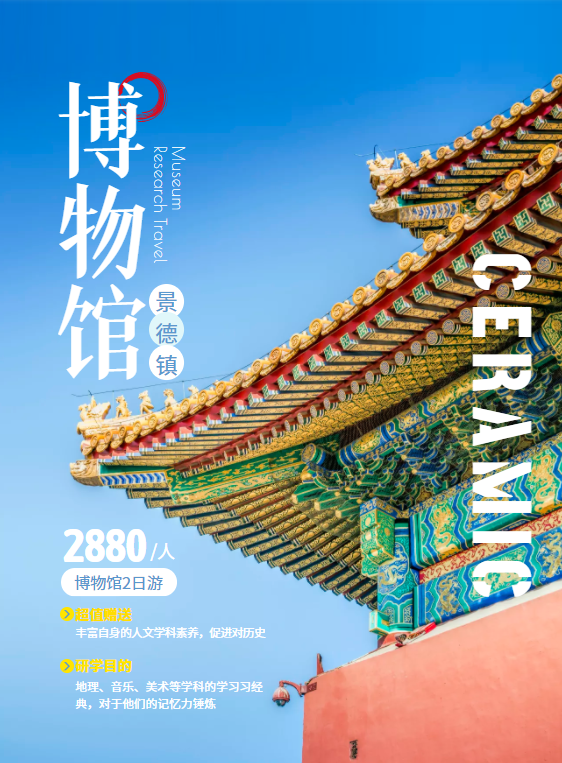 博物馆
Museum
Research Travel
景德镇
CERAMIC
2880/人
博物馆2日游
超值赠送
丰富自身的人文学科素养，促进对历史
研学目的
地理、音乐、美术等学科的学习习经
典，对于他们的记忆力锤炼